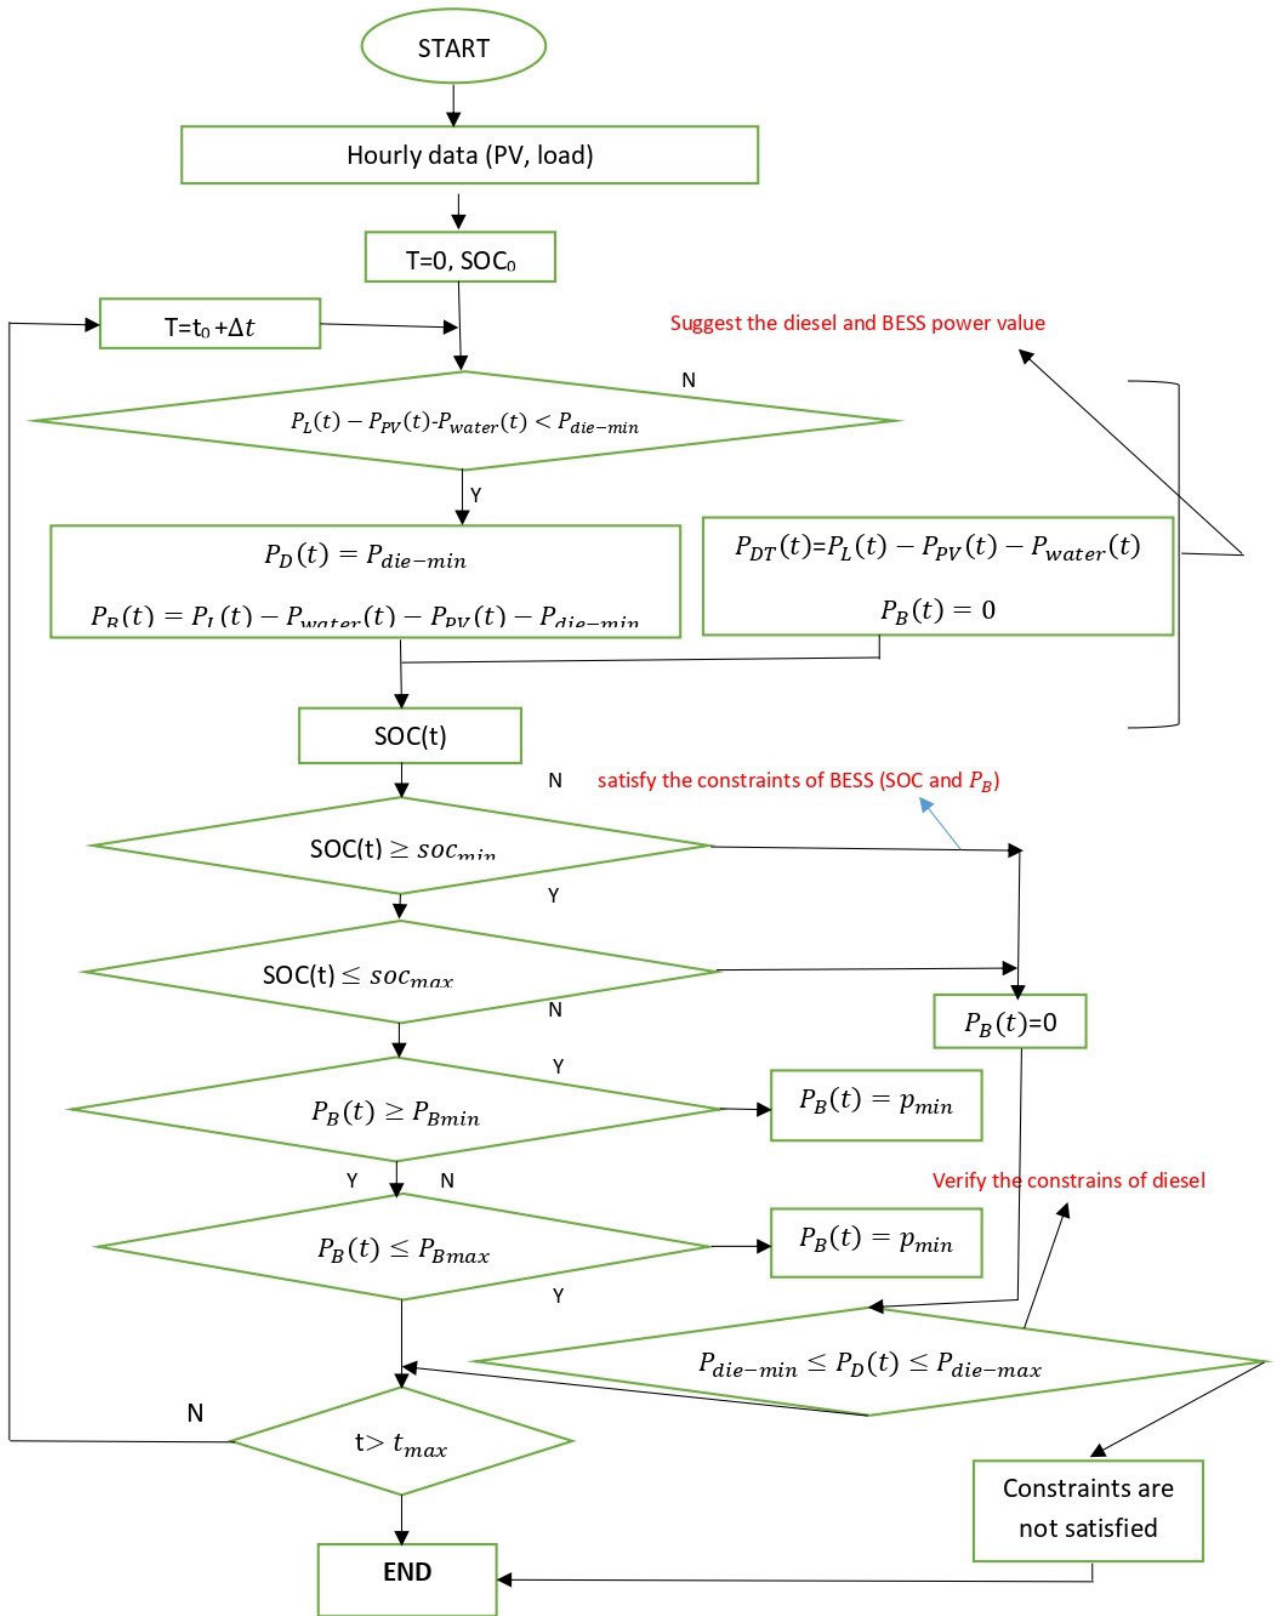 START
Hourly data (PV, load)
T=0, SOC₀
T=t₀ +Δt
Suggest the diesel and BESS power value
N
P_L(t) − P_PV(t)-P_water(t) < P_die−min
Y
P_D(t) = P_die−min
P_B(t) = P_L(t) − P_water(t) − P_PV(t) − P_die−min
P_DT(t)=P_L(t) − P_PV(t) − P_water(t)
P_B(t) = 0
SOC(t)
N
satisfy the constraints of BESS (SOC and P_B)
SOC(t) ≥ soc_min
Y
SOC(t) ≤ soc_max
N
P_B(t)=0
Y
P_B(t) ≥ P_Bmin
P_B(t) = p_min
Y
N
Verify the constrains of diesel
P_B(t) ≤ P_Bmax
P_B(t) = p_min
Y
P_die−min ≤ P_D(t) ≤ P_die−max
N
t> t_max
Constraints are
not satisfied
END